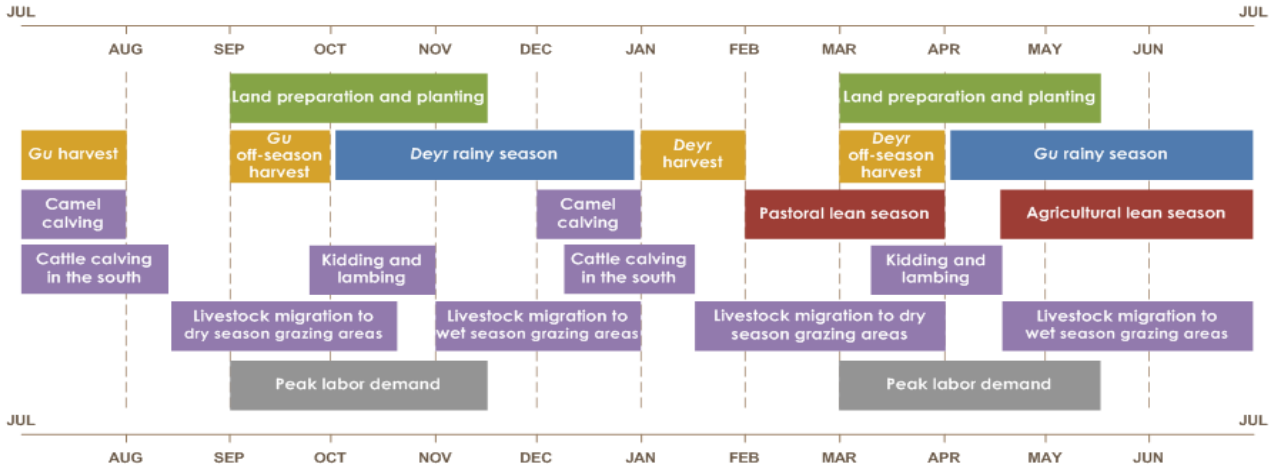 JUL JUL
AUG SEP OCT NOV DEC JAN FEB MAR APR MAY JUN
Land preparation and planting
Land preparation and planting
Gu harvest
Gu
off-season
harvest
Deyr rainy season
Deyr
harvest
Deyr
off-season
harvest
Gu rainy season
Camel
calving
Camel
calving
Pastoral lean season
Agricultural lean season
Cattle calving
in the south
Kidding and
lambing
Cattle calving
in the south
Kidding and
lambing
Livestock migration to
dry season grazing areas
Livestock migration to
wet season grazing areas
Livestock migration to dry
season grazing areas
Livestock migration to
wet season grazing areas
Peak labor demand
Peak labor demand
JUL JUL
AUG SEP OCT NOV DEC JAN FEB MAR APR MAY JUN